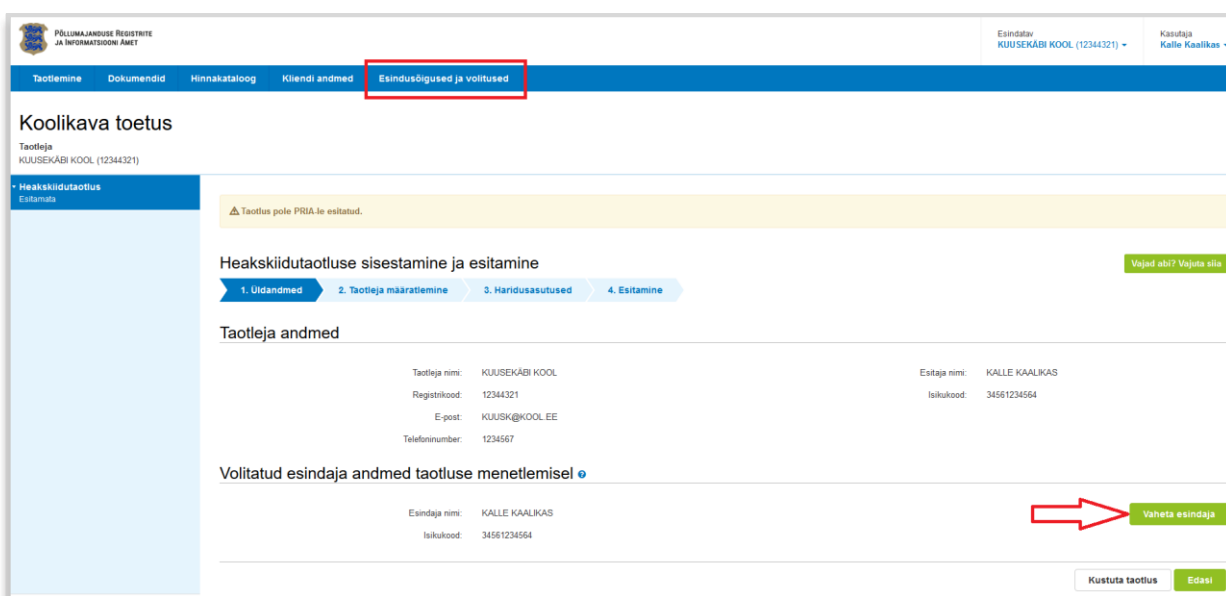 PÕLLUMAJANDUSE REGISTRITE
JA INFORMATSIOONI AMET
Esindatav
KUUSEKÄBI KOOL (12344321)
Kasutaja
Kalle Kaalikas
Taotlemine Dokumendid Hinnakataloog Kliendi andmed Esindusõigused ja volitused
Koolikava toetus
Taotleja
KUUSEKÄBI KOOL (12344321)
Heakskiidutaotlus
Esitamata
Taotlus pole PRIA-le esitatud.
Heakskiidutaotluse sisestamine ja esitamine
Vajad abi? Vajuta siia
1. Üldandmed 2. Taotleja määratlemine 3. Haridusasutused 4. Esitamine
Taotleja andmed
Taotleja nimi: KUUSEKÄBI KOOL Esitaja nimi: KALLE KAALIKAS
Registrikood: 12344321 Isikukood: 34561234564
E-post: KUUSK@KOOL.EE
Telefoninumber: 1234567
Volitatud esindaja andmed taotluse menetlemisel
Esindaja nimi: KALLE KAALIKAS
Vaheta esindaja
Isikukood: 34561234564
Kustuta taotlus Edasi